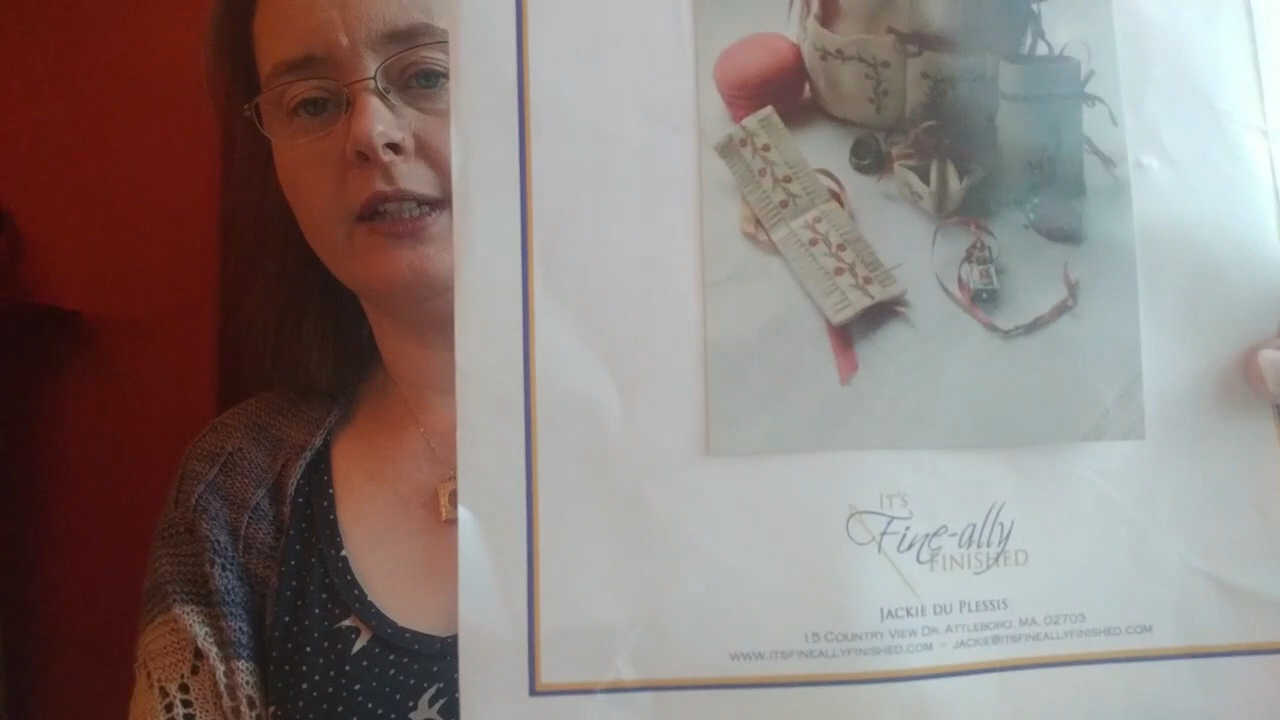 IT'S
Fine-ally
FINISHED
JACKIE DU PLESSIS
15 COUNTRY VIEW DR. ATTLEBORO, MA, 02703
WWW.ITSFINEALLYFINISHED.COM ~ JACKIE@ITSFINEALLYFINISHED.COM